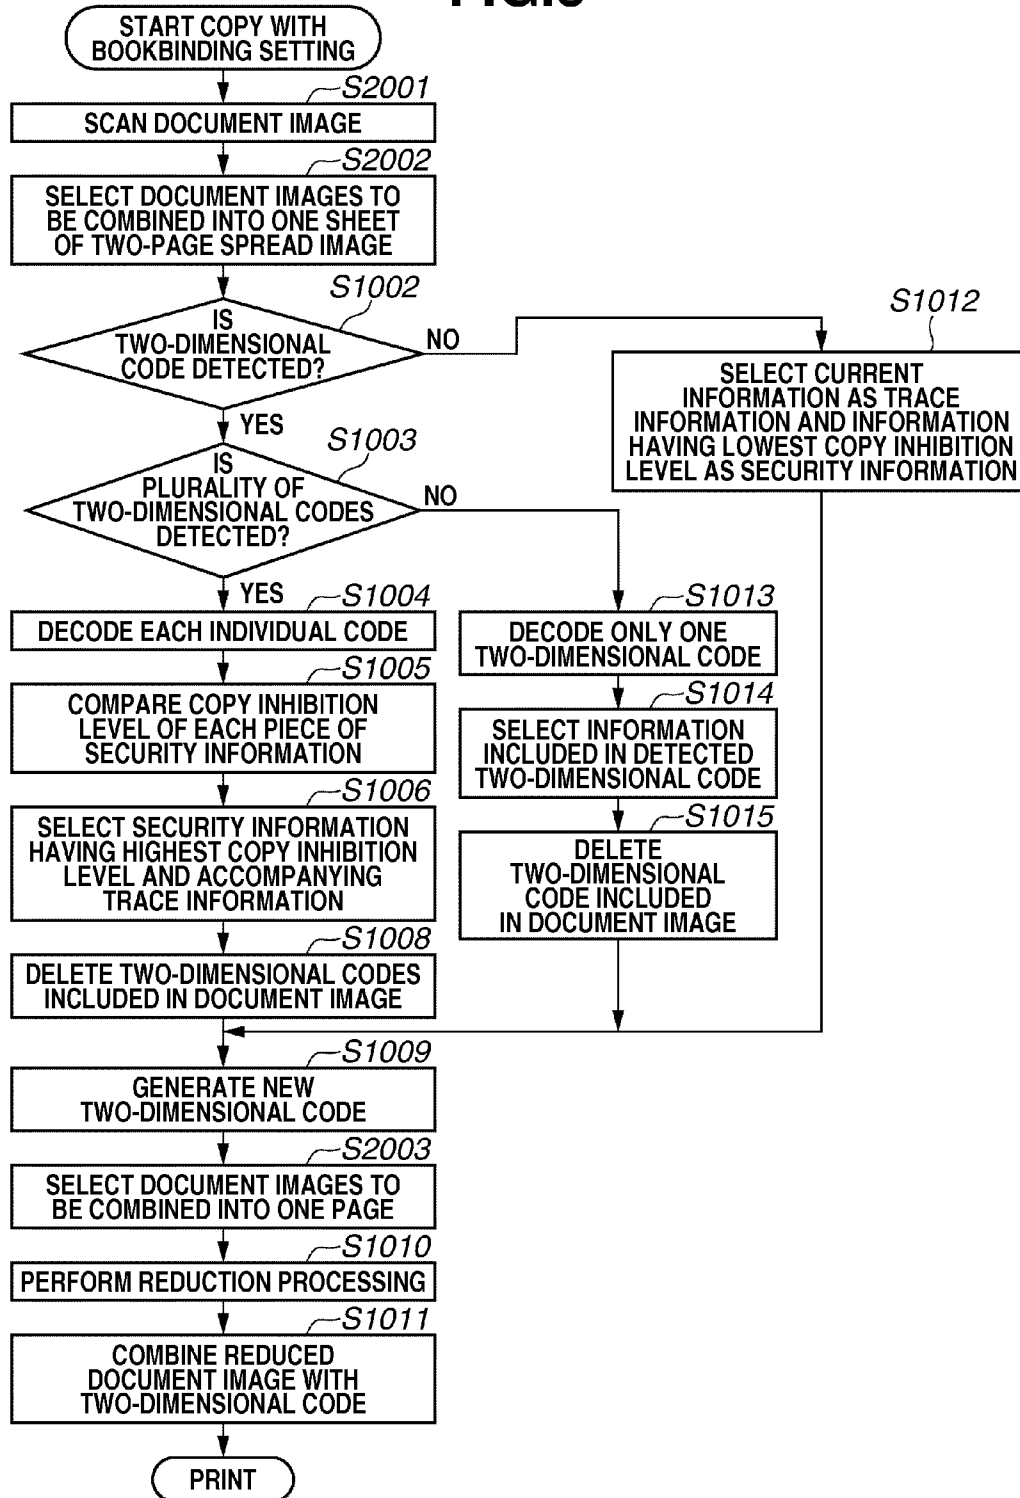 START COPY WITH
BOOKBINDING SETTING
S2001
SCAN DOCUMENT IMAGE
S2002
SELECT DOCUMENT IMAGES TO
BE COMBINED INTO ONE SHEET
OF TWO-PAGE SPREAD IMAGE
S1002
IS
TWO-DIMENSIONAL
CODE DETECTED?
NO
YES
S1012
SELECT CURRENT
INFORMATION AS TRACE
INFORMATION AND INFORMATION
HAVING LOWEST COPY INHIBITION
LEVEL AS SECURITY INFORMATION
S1003
IS
PLURALITY OF
TWO-DIMENSIONAL CODES
DETECTED?
NO
YES
S1004
DECODE EACH INDIVIDUAL CODE
S1005
COMPARE COPY INHIBITION
LEVEL OF EACH PIECE OF
SECURITY INFORMATION
S1006
SELECT SECURITY INFORMATION
HAVING HIGHEST COPY INHIBITION
LEVEL AND ACCOMPANYING
TRACE INFORMATION
S1008
DELETE TWO-DIMENSIONAL CODES
INCLUDED IN DOCUMENT IMAGE
S1013
DECODE ONLY ONE
TWO-DIMENSIONAL CODE
S1014
SELECT INFORMATION
INCLUDED IN DETECTED
TWO-DIMENSIONAL CODE
S1015
DELETE
TWO-DIMENSIONAL
CODE INCLUDED
IN DOCUMENT IMAGE
S1009
GENERATE NEW
TWO-DIMENSIONAL CODE
S2003
SELECT DOCUMENT IMAGES TO
BE COMBINED INTO ONE PAGE
S1010
PERFORM REDUCTION PROCESSING
S1011
COMBINE REDUCED
DOCUMENT IMAGE WITH
TWO-DIMENSIONAL CODE
PRINT